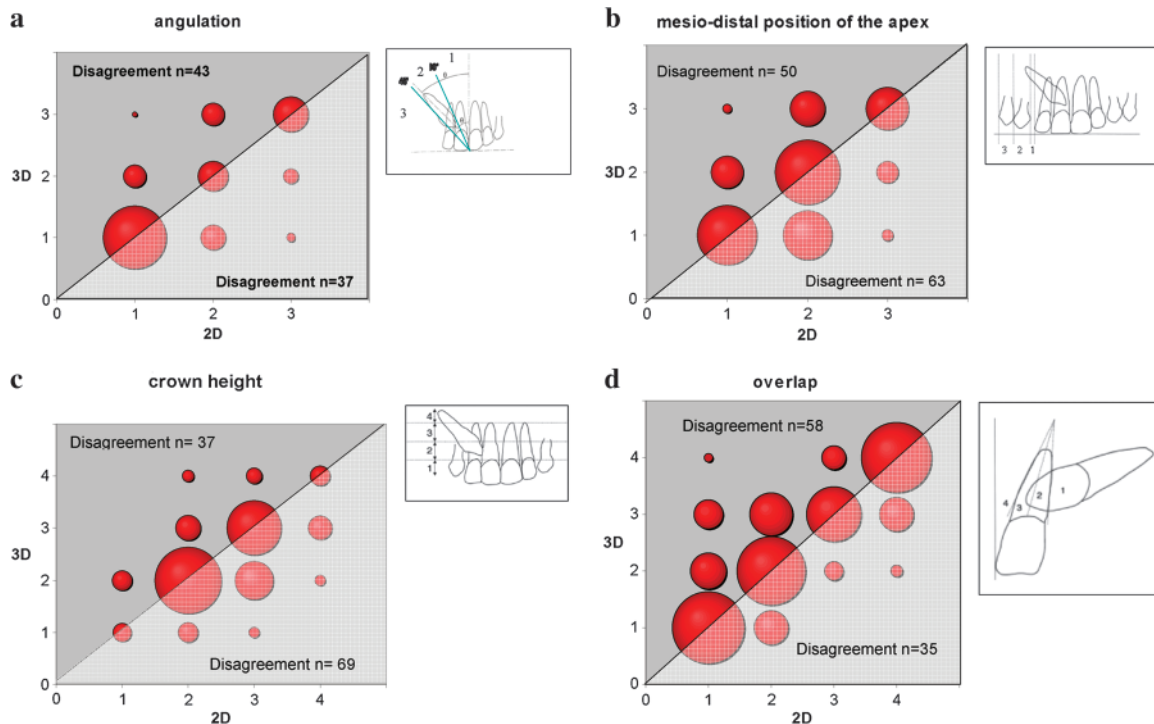 a
angulation
Disagreement n=43
3
3D 2
1
0
0 1 2 3
2D
Disagreement n=37
1
2
3
θ
θ
b
mesio-distal position of the apex
Disagreement n= 50
3
3D 2
1
0
0 1 2 3
2D
Disagreement n= 63
3 2 1
c
crown height
Disagreement n= 37
4
3
3D
2
1
0
0 1 2 3 4
2D
Disagreement n= 69
4
3
2
1
d
overlap
Disagreement n=58
4
3
3D
2
1
0
0 1 2 3 4
2D
Disagreement n=35
4 3 2 1